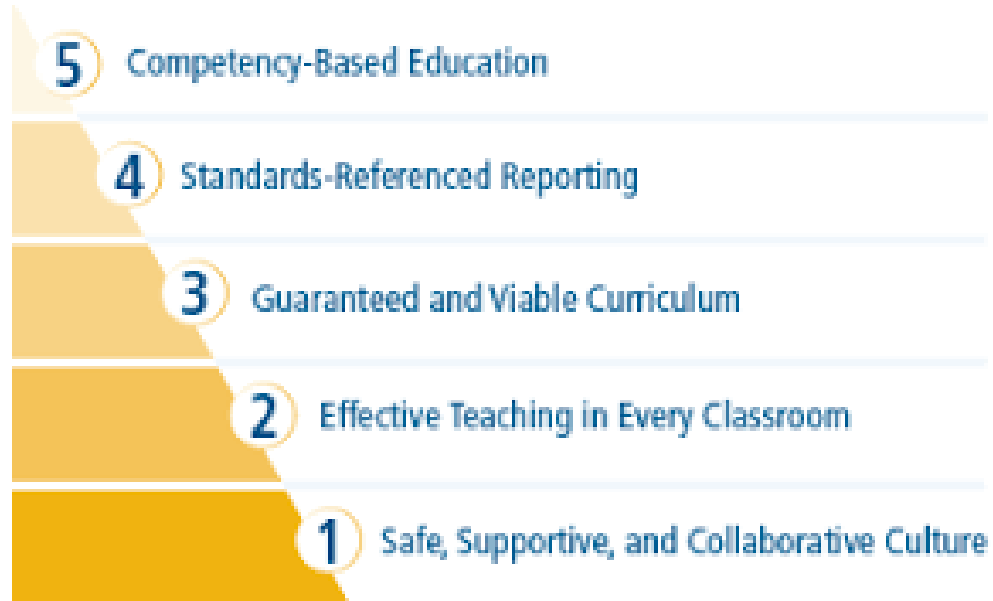 5 Competency-Based Education
4 Standards-Referenced Reporting
3 Guaranteed and Viable Curriculum
2 Effective Teaching in Every Classroom
1 Safe, Supportive, and Collaborative Culture